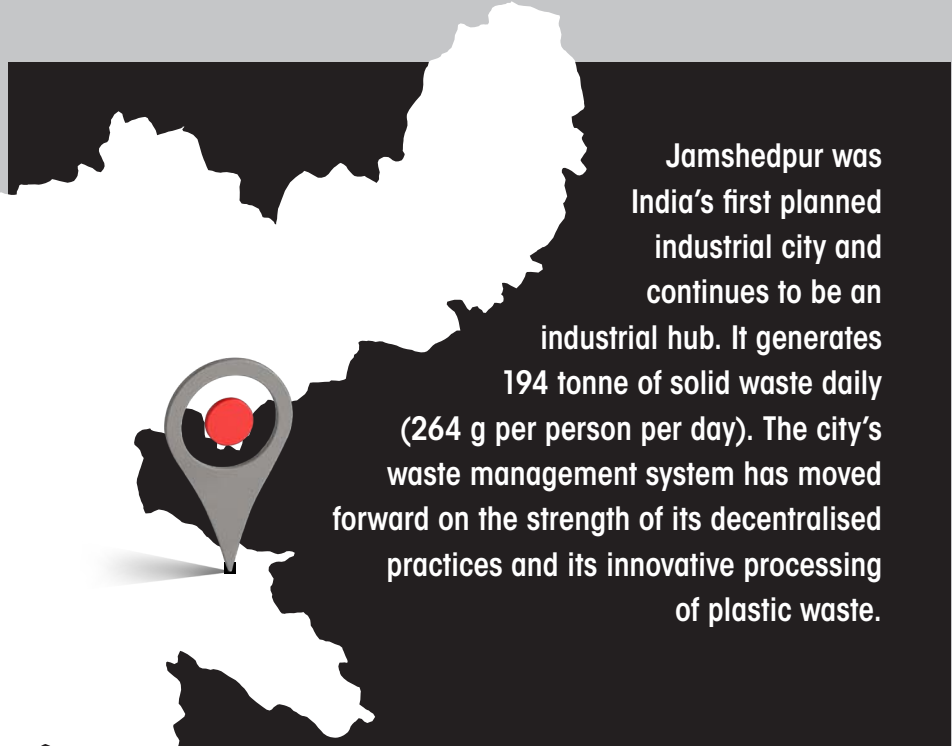 Jamshedpur was
India’s first planned
industrial city and
continues to be an
industrial hub. It generates
194 tonne of solid waste daily
(264 g per person per day). The city’s
waste management system has moved
forward on the strength of its decentralised
practices and its innovative processing
of plastic waste.